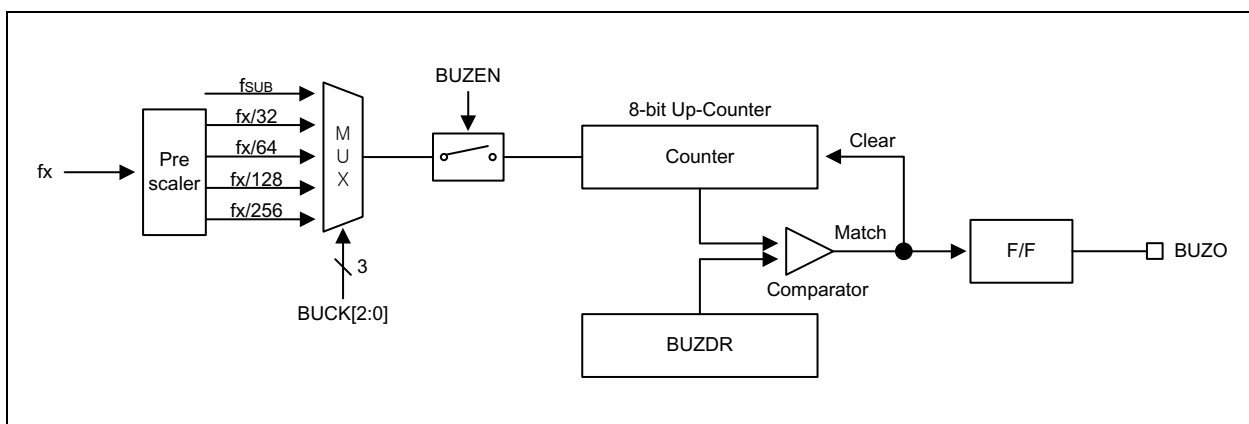 BUZEN
fSUB
fx/32
fx/64
fx/128
fx/256
fx
Pre
scaler
M
U
X
3
BUCK[2:0]
8-bit Up-Counter
Counter
Clear
Match
Comparator
BUZDR
F/F
BUZO